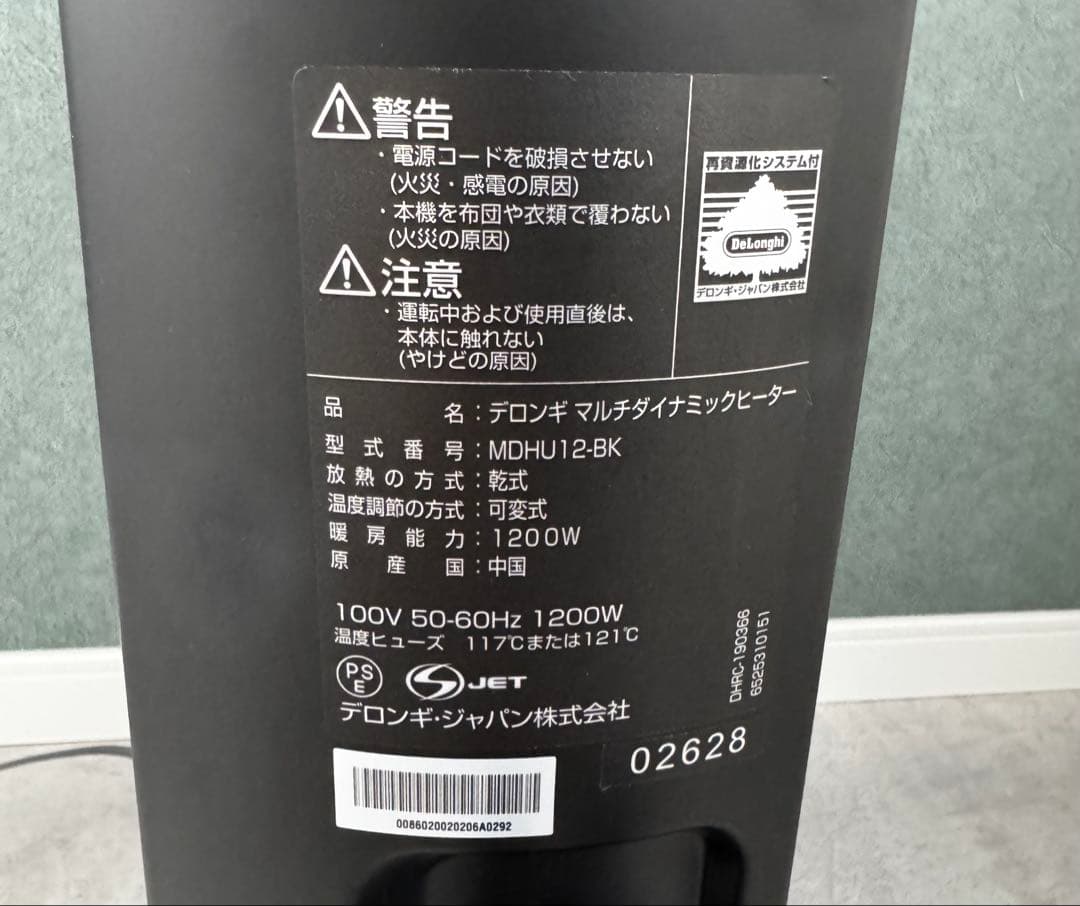 警告
・電源コードを破損させない
(火災・感電の原因)
・本機を布団や衣類で覆わない
(火災の原因)
注意
・運転中および使用直後は、
本体に触れない
(やけどの原因)
再資源化システム付
DeLonghi
デロンギ・ジャパン株式会社
品名：デロンギ マルチダイナミックヒーター
型式番号：MDHU12-BK
放熱の方式：乾式
温度調節の方式：可変式
暖房能力：1200W
原産国：中国
100V 50-60Hz 1200W
温度ヒューズ 117℃または121℃
PS
E
JET
デロンギ・ジャパン株式会社
DHRC-190366
6525310151
02628
0086020020206A0292